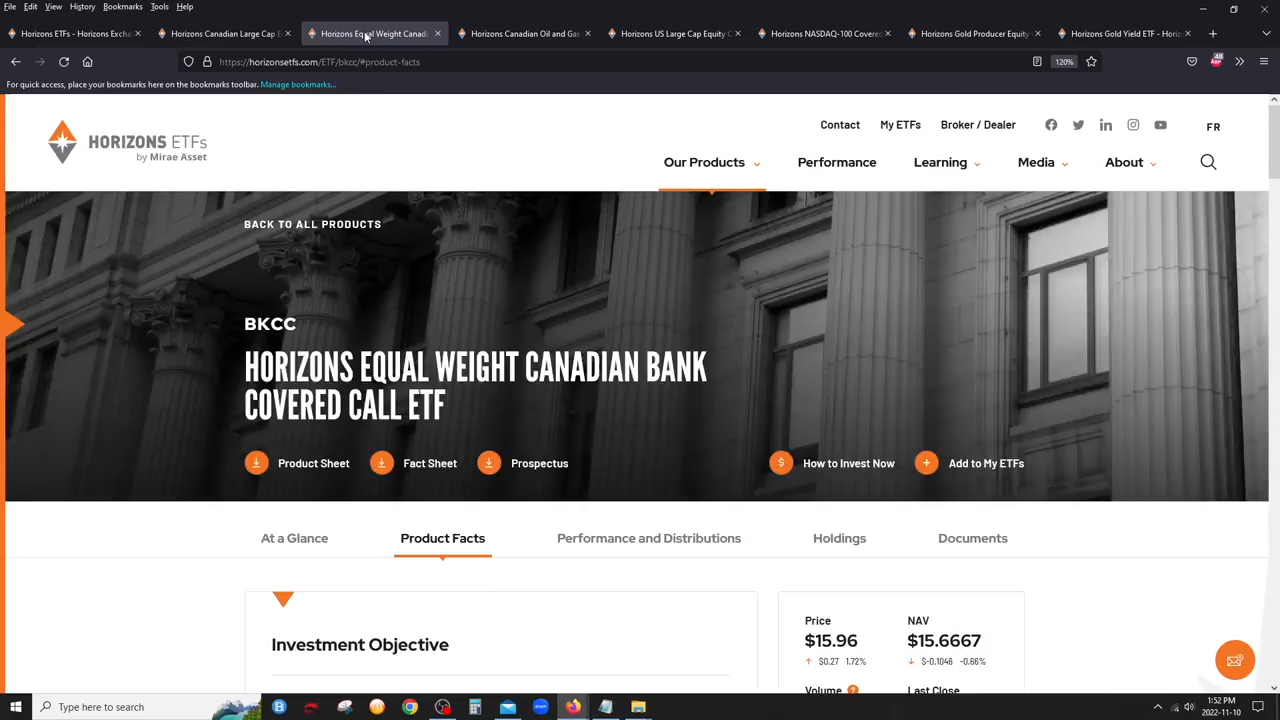 File Edit View History Bookmarks Tools Help
Horizons ETFs - Horizons Exchan
Horizons Canadian Large Cap E
Horizons Equal Weight Canadi
Horizons Canadian Oil and Gas
Horizons US Large Cap Equity C
Horizons NASDAQ-100 Covered
Horizons Gold Producer Equity
Horizons Gold Yield ETF - Horizo
https://horizonsetfs.com/ETF/bkcc/#product-facts
120%
For quick access, place your bookmarks here on the bookmarks toolbar. Manage bookmarks...
HORIZONS ETFs
by Mirae Asset
Contact My ETFs Broker / Dealer
FR
Our Products Performance Learning Media About
BACK TO ALL PRODUCTS
BKCC
HORIZONS EQUAL WEIGHT CANADIAN BANK
COVERED CALL ETF
Product Sheet Fact Sheet Prospectus
$ How to Invest Now + Add to My ETFs
At a Glance Product Facts Performance and Distributions Holdings Documents
Investment Objective
Price NAV
$15.96 $15.6667
$0.27 1.72% $-0.1046 -0.66%
Volume ? Last Close
Type here to search
1:52 PM
2022-11-10